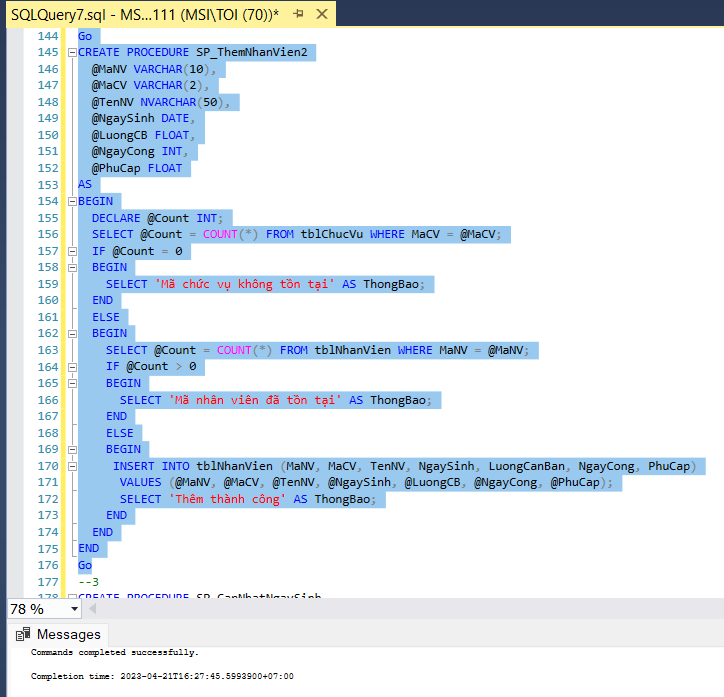 SQLQuery7.sql - MS...111 (MSI\TOI (70))*
144 Go
145 CREATE PROCEDURE SP_ThemNhanVien2
146 @MaNV VARCHAR(10),
147 @MaCV VARCHAR(2),
148 @TenNV NVARCHAR(50),
149 @NgaySinh DATE,
150 @LuongCB FLOAT,
151 @NgayCong INT,
152 @PhuCap FLOAT
153 AS
154 BEGIN
155 DECLARE @Count INT;
156 SELECT @Count = COUNT(*) FROM tblChucVu WHERE MaCV = @MaCV;
157 IF @Count = 0
158 BEGIN
159 SELECT 'Mã chức vụ không tồn tại' AS ThongBao;
160 END
161 ELSE
162 BEGIN
163 SELECT @Count = COUNT(*) FROM tblNhanVien WHERE MaNV = @MaNV;
164 IF @Count > 0
165 BEGIN
166 SELECT 'Mã nhân viên đã tồn tại' AS ThongBao;
167 END
168 ELSE
169 BEGIN
170 INSERT INTO tblNhanVien (MaNV, MaCV, TenNV, NgaySinh, LuongCanBan, NgayCong, PhuCap)
171 VALUES (@MaNV, @MaCV, @TenNV, @NgaySinh, @LuongCB, @NgayCong, @PhuCap);
172 SELECT 'Thêm thành công' AS ThongBao;
173 END
174 END
175 END
176 Go
177 --3
178 CREATE PROCEDURE SP_CapNhatNgaySinh
78 %
Messages
Commands completed successfully.
Completion time: 2023-04-21T16:27:45.5993900+07:00